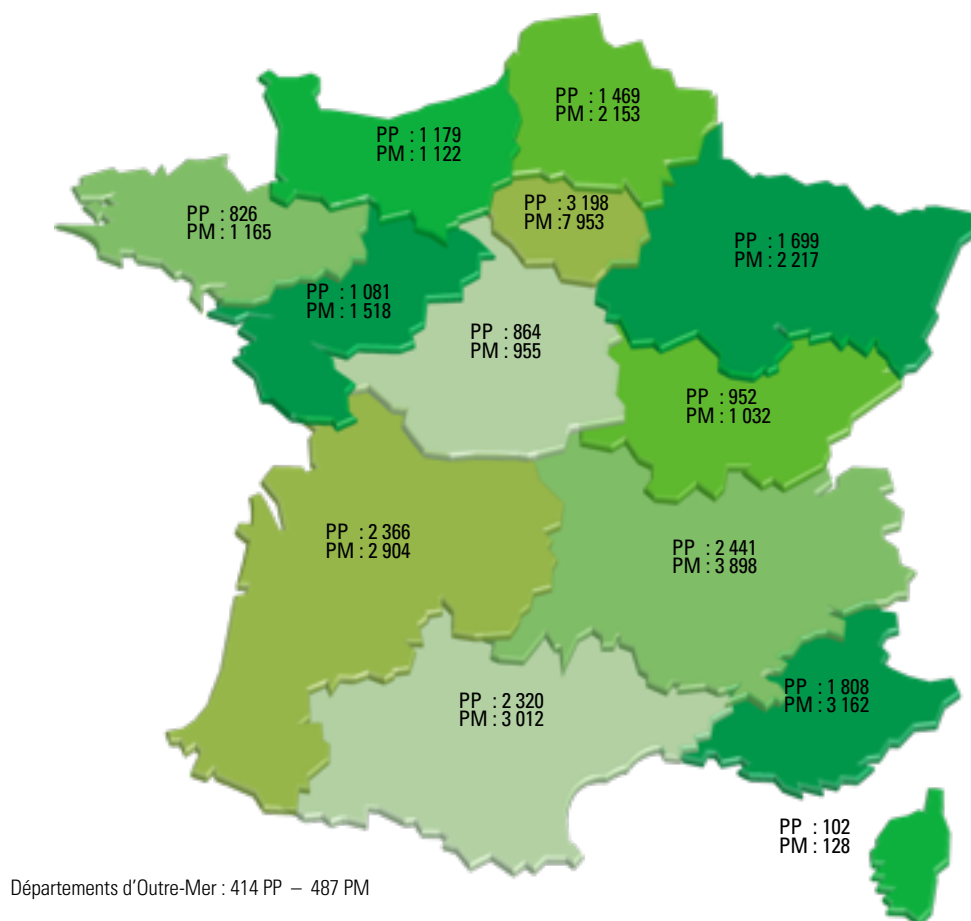 PP : 1 469
PM : 2 153
PP : 1 179
PM : 1 122
PP : 3 198
PM :7 953
PP : 826
PM : 1 165
PP : 1 699
PM : 2 217
PP : 1 081
PM : 1 518
PP : 864
PM : 955
PP : 952
PM : 1 032
PP : 2 366
PM : 2 904
PP : 2 441
PM : 3 898
PP : 2 320
PM : 3 012
PP : 1 808
PM : 3 162
PP : 102
PM : 128
Départements d'Outre-Mer : 414 PP – 487 PM